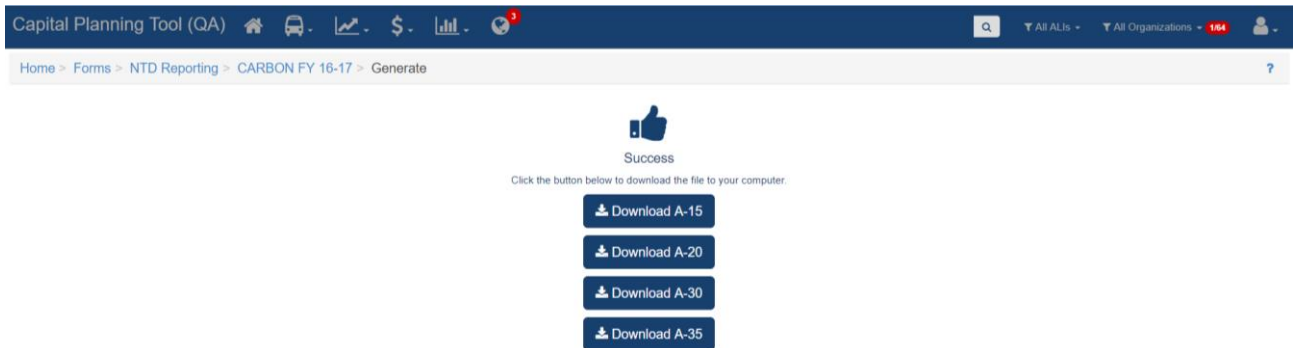 Capital Planning Tool (QA) $ 3 All ALIs All Organizations 1/64
Home > Forms > NTD Reporting > CARBON FY 16-17 > Generate ?
Success
Click the button below to download the file to your computer.
Download A-15
Download A-20
Download A-30
Download A-35